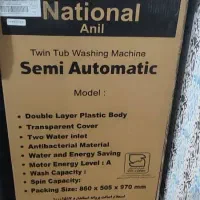 National
Anil
Twin Tub Washing Machine
Semi Automatic
Model :
• Double Layer Plastic Body
• Transparent Cover
• Two Water inlet
• Antibacterial Material
• Water and Energy Saving
• Motor Energy Level : A
• Wash Capacity :
• Spin Capacity:
• Packing Size: 860 x 505 x 970 mm